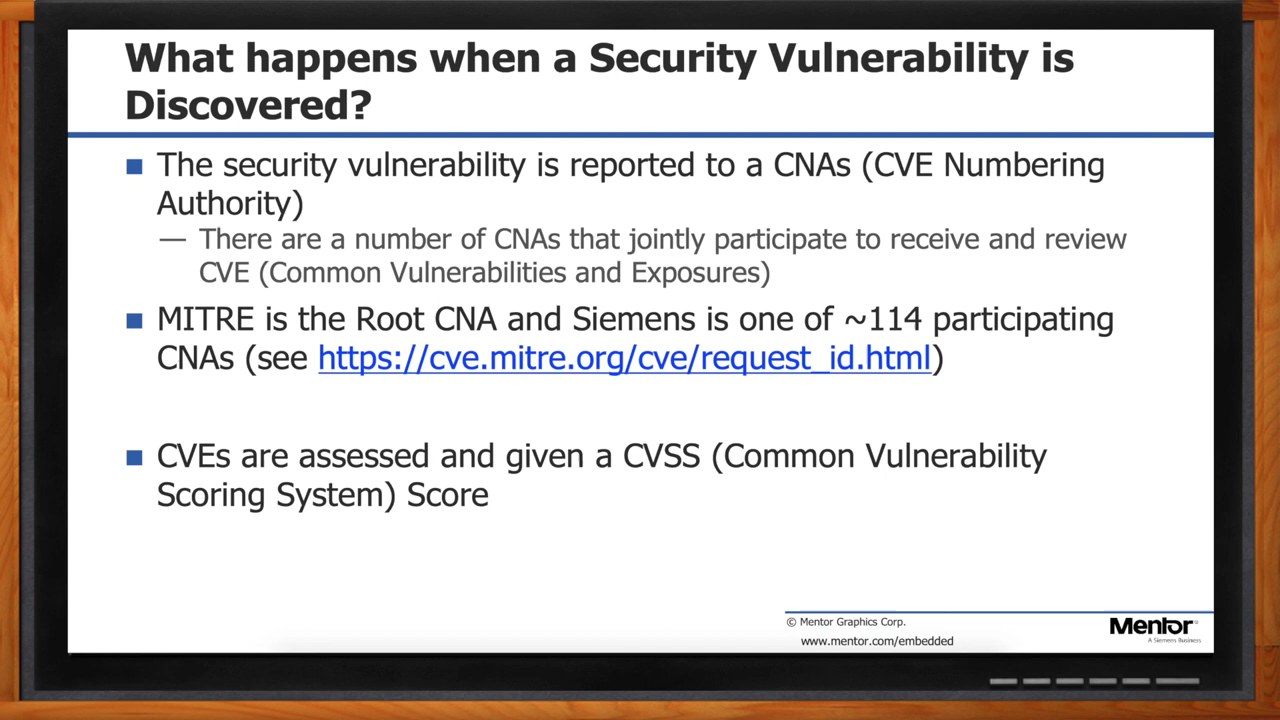 What happens when a Security Vulnerability is
Discovered?
■ The security vulnerability is reported to a CNAs (CVE Numbering
Authority)
— There are a number of CNAs that jointly participate to receive and review
CVE (Common Vulnerabilities and Exposures)
■ MITRE is the Root CNA and Siemens is one of ~114 participating
CNAs (see https://cve.mitre.org/cve/request_id.html)
■ CVEs are assessed and given a CVSS (Common Vulnerability
Scoring System) Score
© Mentor Graphics Corp.
www.mentor.com/embedded
Mentor®
A Siemens Business